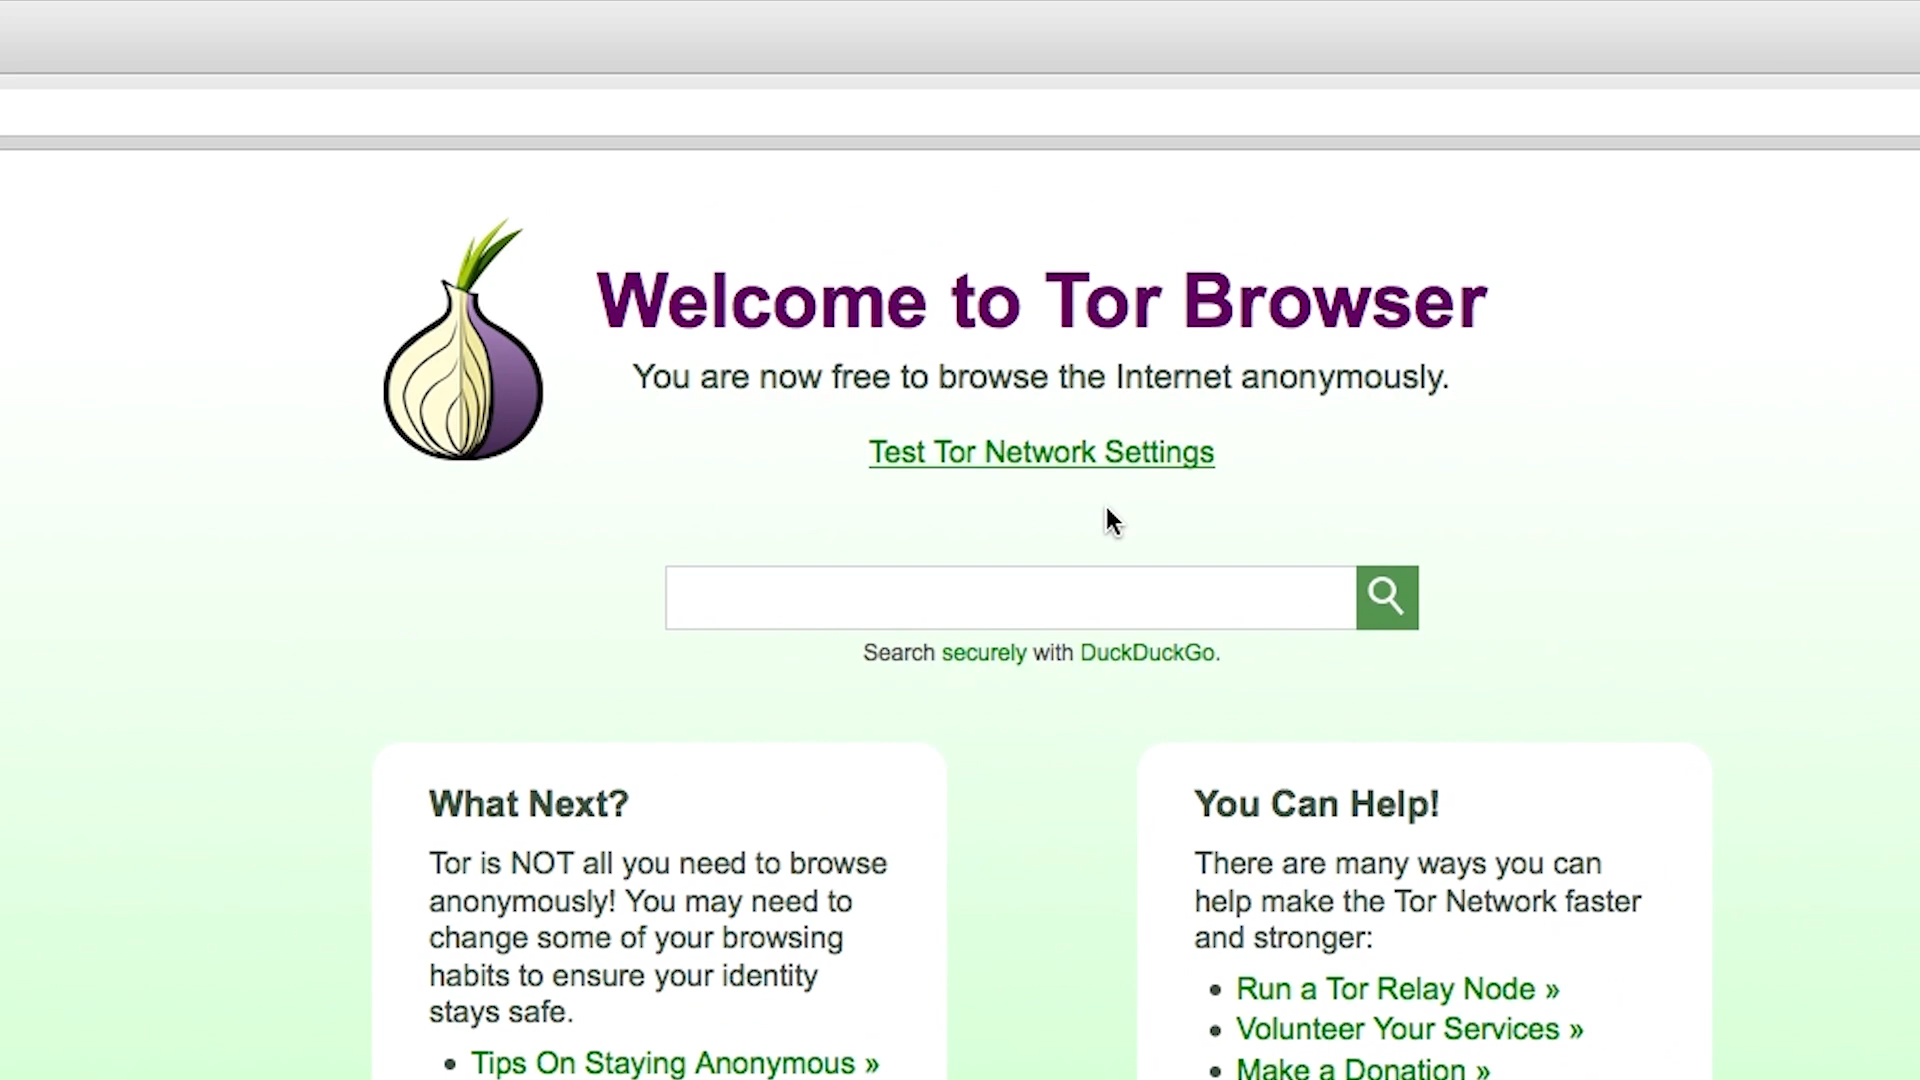 Welcome to Tor Browser
You are now free to browse the Internet anonymously.
Test Tor Network Settings
Search securely with DuckDuckGo.
What Next?
Tor is NOT all you need to browse
anonymously! You may need to
change some of your browsing
habits to ensure your identity
stays safe.
• Tips On Staying Anonymous »
You Can Help!
There are many ways you can
help make the Tor Network faster
and stronger:
• Run a Tor Relay Node »
• Volunteer Your Services »
• Make a Donation »